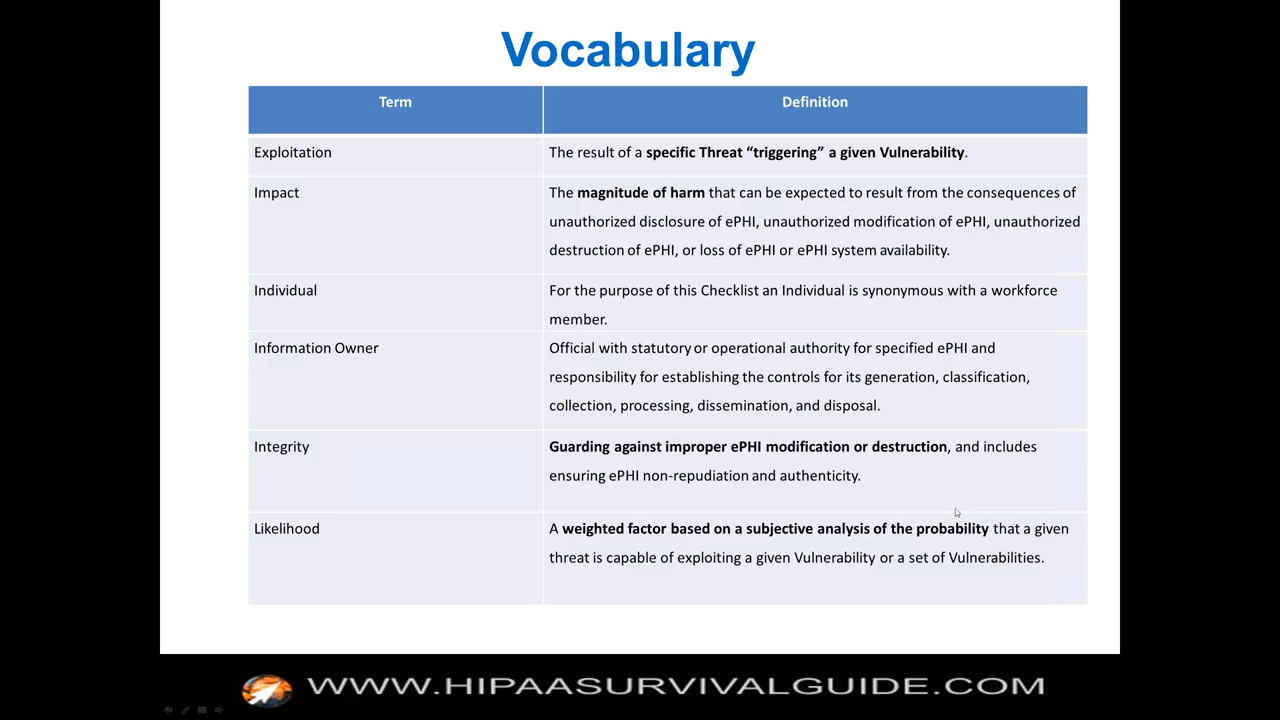 Vocabulary
Term
Definition
Exploitation
The result of a specific Threat “triggering” a given Vulnerability.
Impact
The magnitude of harm that can be expected to result from the consequences of
unauthorized disclosure of ePHI, unauthorized modification of ePHI, unauthorized
destruction of ePHI, or loss of ePHI or ePHI system availability.
Individual
For the purpose of this Checklist an Individual is synonymous with a workforce
member.
Information Owner
Official with statutory or operational authority for specified ePHI and
responsibility for establishing the controls for its generation, classification,
collection, processing, dissemination, and disposal.
Integrity
Guarding against improper ePHI modification or destruction, and includes
ensuring ePHI non-repudiation and authenticity.
Likelihood
A weighted factor based on a subjective analysis of the probability that a given
threat is capable of exploiting a given Vulnerability or a set of Vulnerabilities.
WWW.HIPAASURVIVALGUIDE.COM